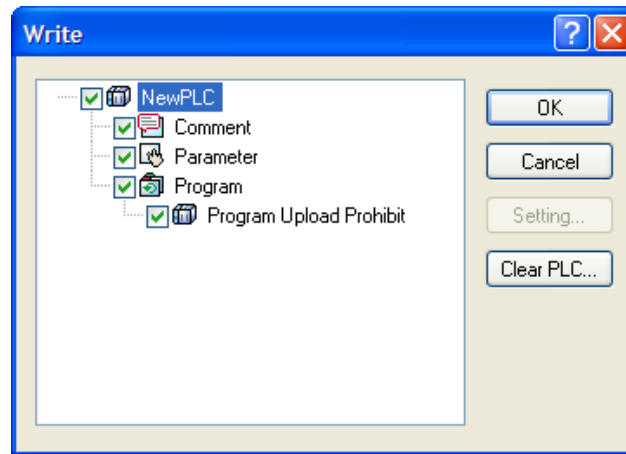 Write
NewPLC
Comment
Parameter
Program
Program Upload Prohibit
OK
Cancel
Setting...
Clear PLC...